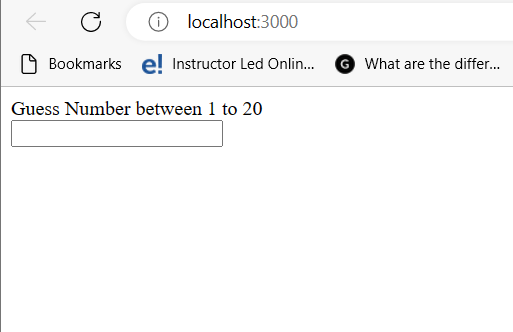 localhost:3000
Bookmarks e! Instructor Led Onlin... G What are the differ...
Guess Number between 1 to 20